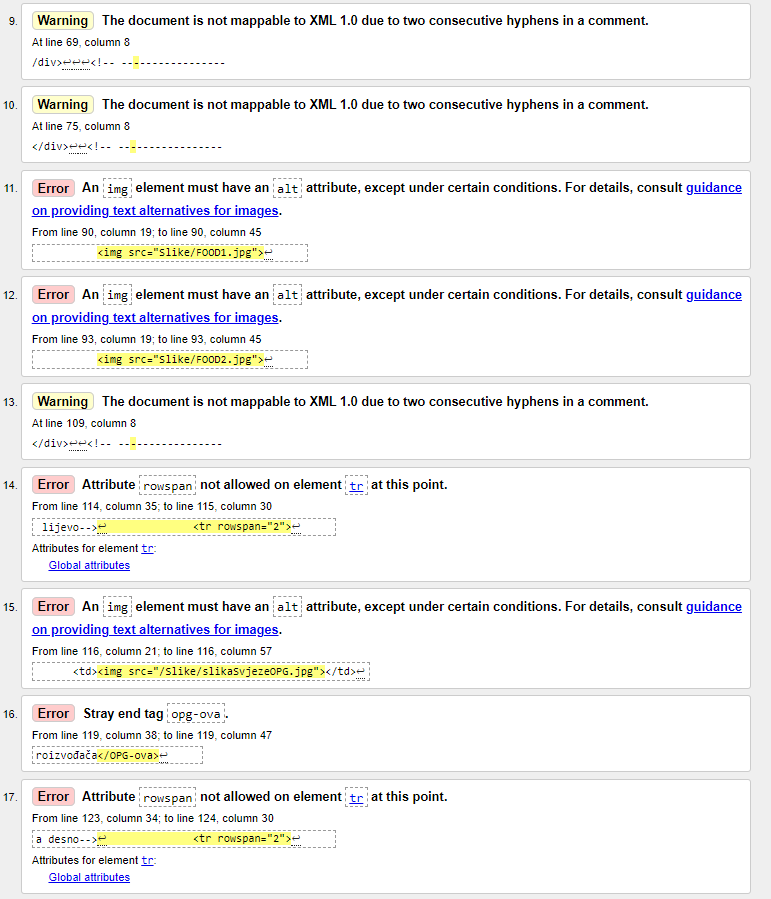 9. Warning The document is not mappable to XML 1.0 due to two consecutive hyphens in a comment.
At line 69, column 8
/div>↩↩↩<!-- -----------------
10. Warning The document is not mappable to XML 1.0 due to two consecutive hyphens in a comment.
At line 75, column 8
</div>↩↩<!-- -----------------
11. Error An img element must have an alt attribute, except under certain conditions. For details, consult guidance
on providing text alternatives for images.
From line 90, column 19; to line 90, column 45
<img src="Slike/FOOD1.jpg">↩
12. Error An img element must have an alt attribute, except under certain conditions. For details, consult guidance
on providing text alternatives for images.
From line 93, column 19; to line 93, column 45
<img src="Slike/FOOD2.jpg">↩
13. Warning The document is not mappable to XML 1.0 due to two consecutive hyphens in a comment.
At line 109, column 8
</div>↩↩<!-- -----------------
14. Error Attribute rowspan not allowed on element tr at this point.
From line 114, column 35; to line 115, column 30
lijevo-->↩ <tr rowspan="2">↩
Attributes for element tr:
Global attributes
15. Error An img element must have an alt attribute, except under certain conditions. For details, consult guidance
on providing text alternatives for images.
From line 116, column 21; to line 116, column 57
<td><img src="/Slike/slikaSvjezeOPG.jpg"></td>↩
16. Error Stray end tag opg-ova.
From line 119, column 38; to line 119, column 47
roizvođača</OPG-ova>↩
17. Error Attribute rowspan not allowed on element tr at this point.
From line 123, column 34; to line 124, column 30
a desno-->↩ <tr rowspan="2">↩
Attributes for element tr:
Global attributes